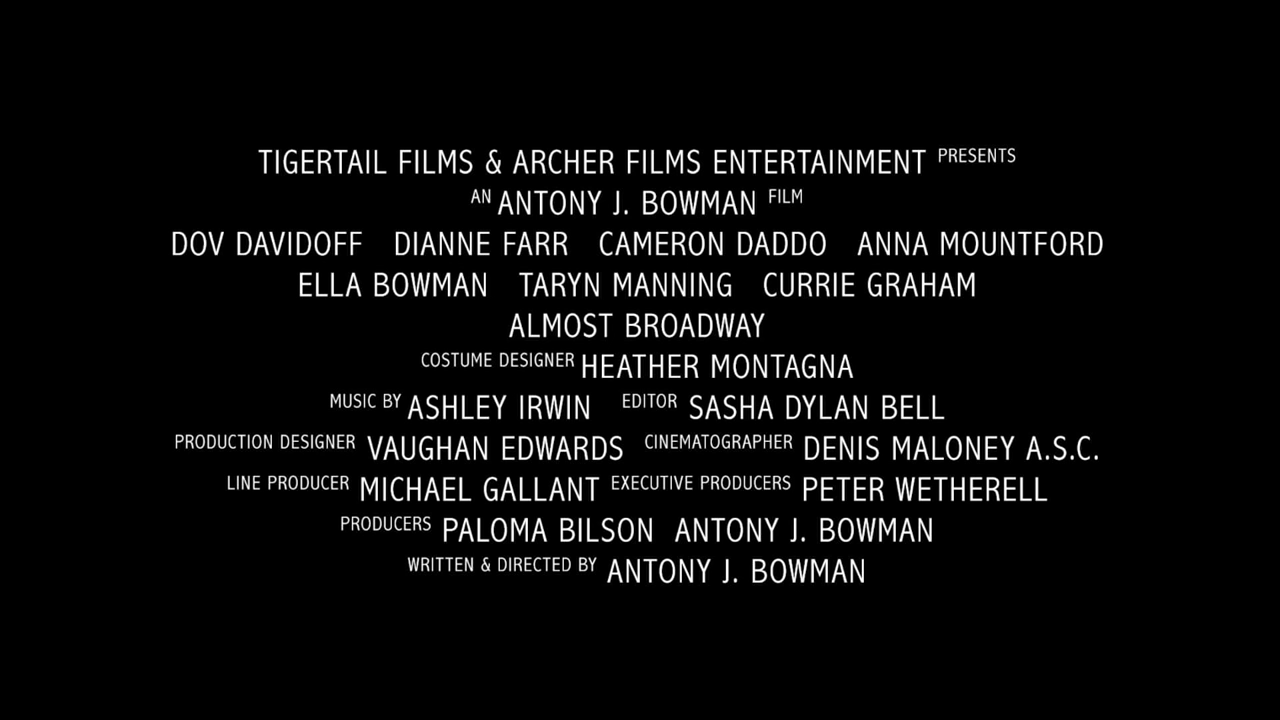 TIGERTAIL FILMS & ARCHER FILMS ENTERTAINMENT PRESENTS
AN ANTONY J. BOWMAN FILM
DOV DAVIDOFF DIANNE FARR CAMERON DADDO ANNA MOUNTFORD
ELLA BOWMAN TARYN MANNING CURRIE GRAHAM
ALMOST BROADWAY
COSTUME DESIGNER HEATHER MONTAGNA
MUSIC BY ASHLEY IRWIN EDITOR SASHA DYLAN BELL
PRODUCTION DESIGNER VAUGHAN EDWARDS CINEMATOGRAPHER DENIS MALONEY A.S.C.
LINE PRODUCER MICHAEL GALLANT EXECUTIVE PRODUCERS PETER WETHERELL
PRODUCERS PALOMA BILSON ANTONY J. BOWMAN
WRITTEN & DIRECTED BY ANTONY J. BOWMAN